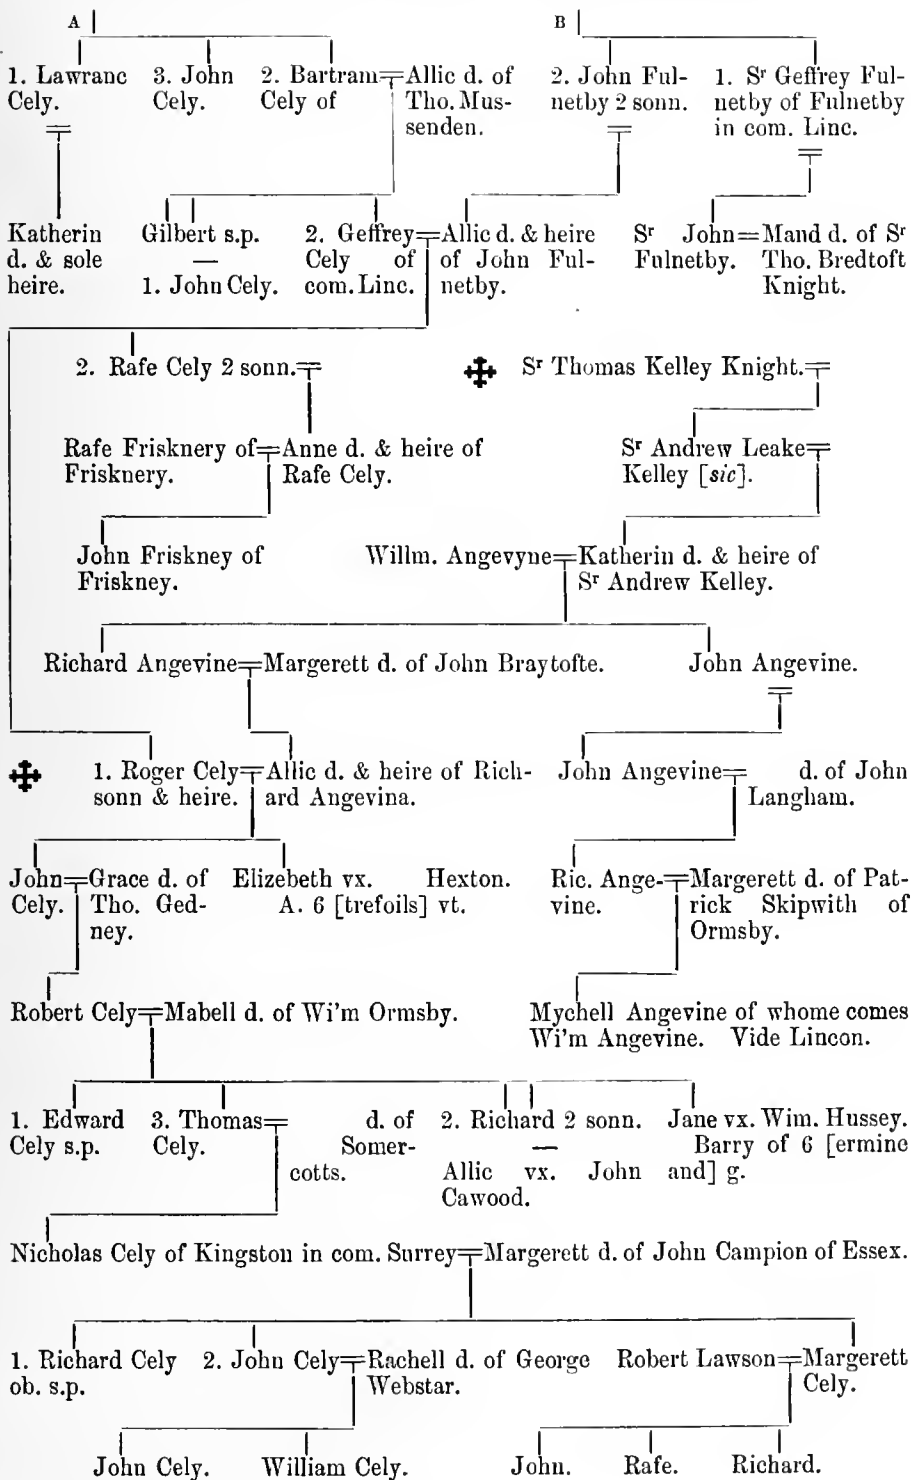 A B
1. Lawranc 3. John 2. Bartram Allic d. of 2. John Ful- 1. Sʳ Geffrey Ful-
Cely. Cely. Cely of Tho. Mus- netby 2 sonn. netby of Fulnetby
senden. in com. Linc.
Katherin Gilbert s.p. 2. Geffrey Allic d. & heire Sʳ John=Mand d. of Sʳ
d. & sole — Cely of of John Ful- Fulnetby. Tho. Bredtoft
heire. 1. John Cely. com. Linc. netby. Knight.
2. Rafe Cely 2 sonn. Sʳ Thomas Kelley Knight.
Rafe Frisknery of Anne d. & heire of Sʳ Andrew Leake
Frisknery. Rafe Cely. Kelley [sic].
John Friskney of Willm. Angevyne Katherin d. & heire of
Friskney. Sʳ Andrew Kelley.
Richard Angevine Margerett d. of John Braytofte. John Angevine.
1. Roger Cely Allic d. & heire of Rich- John Angevine d. of John
sonn & heire. ard Angevina. Langham.
John Grace d. of Elizebeth vx. Hexton. Ric. Ange- Margerett d. of Pat-
Cely. Tho. Ged- A. 6 [trefoils] vt. vine. rick Skipwith of
ney. Ormsby.
Robert Cely Mabell d. of Wi'm Ormsby. Mychell Angevine of whome comes
Wi'm Angevine. Vide Lincon.
1. Edward 3. Thomas d. of 2. Richard 2 sonn. Jane vx. Wim. Hussey.
Cely s.p. Cely. Somer- — Barry of 6 [ermine
cotts. Allic vx. John and] g.
Cawood.
Nicholas Cely of Kingston in com. Surrey Margerett d. of John Campion of Essex.
1. Richard Cely 2. John Cely Rachell d. of George Robert Lawson Margerett
ob. s.p. Webstar. Cely.
John Cely. William Cely. John. Rafe. Richard.